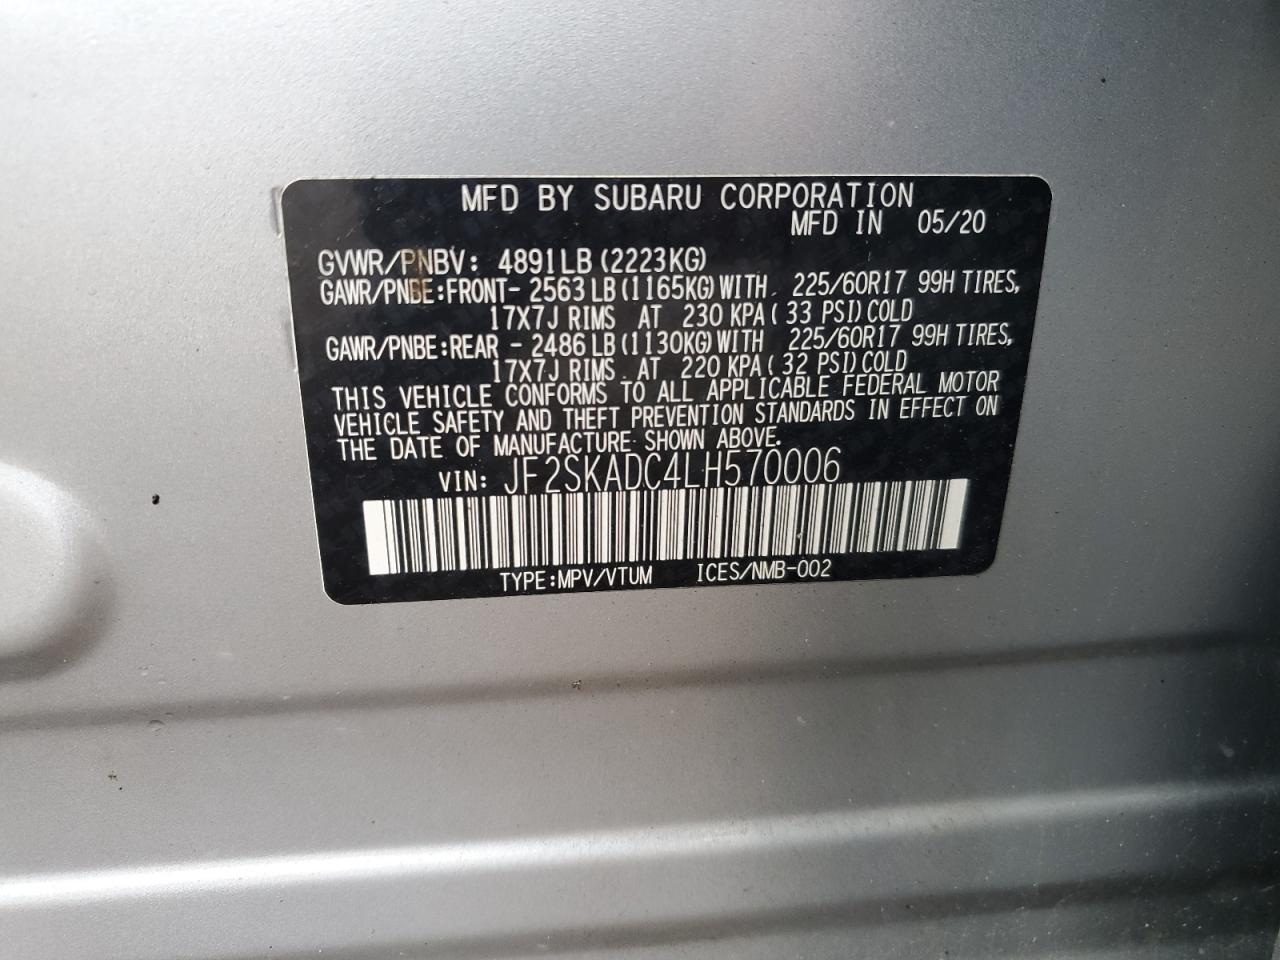 MFD BY SUBARU CORPORATION
MFD IN 05/20
GVWR/PNBV: 4891LB (2223KG)
GAWR/PNBE:FRONT- 2563LB(1165KG)WITH 225/60R17 99H TIRES,
17X7J RIMS AT 230 KPA( 33 PSI)COLD
GAWR/PNBE:REAR - 2486LB(1130KG)WITH 225/60R17 99H TIRES,
17X7J RIMS AT 220 KPA( 32 PSI)COLD
THIS VEHICLE CONFORMS TO ALL APPLICABLE FEDERAL MOTOR
VEHICLE SAFETY AND THEFT PREVENTION STANDARDS IN EFFECT ON
THE DATE OF MANUFACTURE SHOWN ABOVE.
VIN: JF2SKADC4LH570006
TYPE:MPV/VTUM ICES/NMB-002